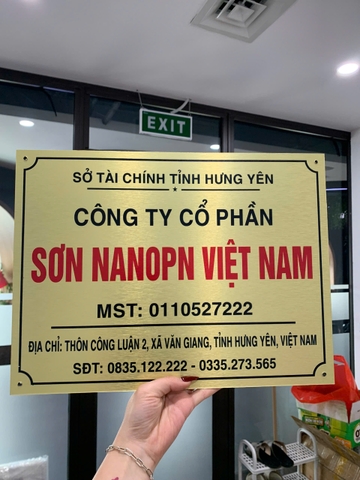 EXIT
SỞ TÀI CHÍNH TỈNH HƯNG YÊN
CÔNG TY CỔ PHẦN
SƠN NANOPN VIỆT NAM
MST: 0110527222
ĐỊA CHỈ: THÔN CÔNG LUẬN 2, XÃ VĂN GIANG, TỈNH HƯNG YÊN, VIỆT NAM
SĐT: 0835.122.222 - 0335.273.565